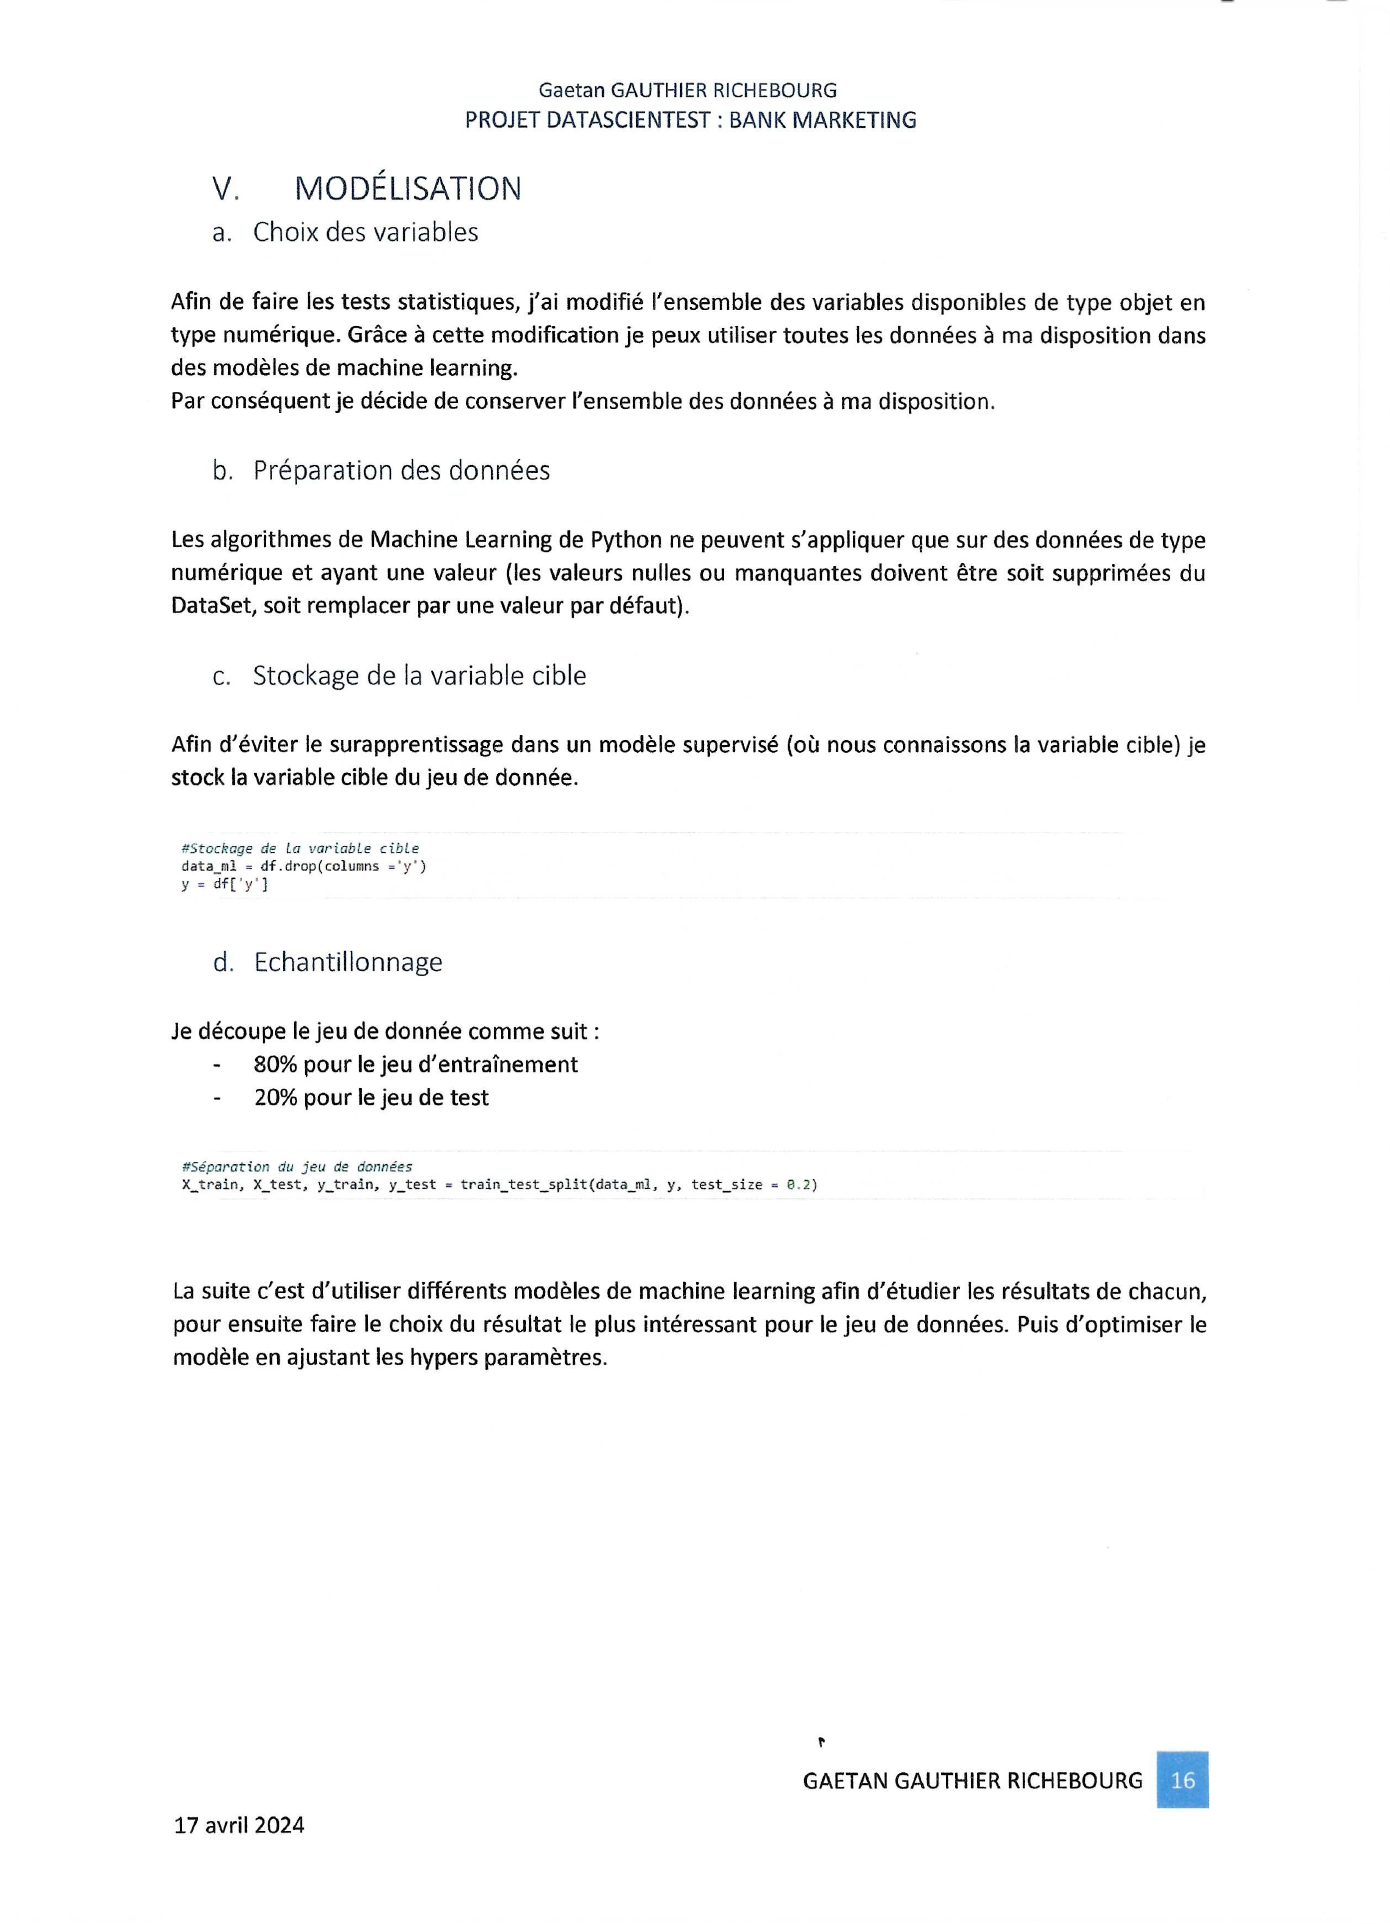 Gaetan GAUTHIER RICHEBOURG
PROJET DATASCIENTEST : BANK MARKETING
V. MODÉLISATION
a. Choix des variables
Afin de faire les tests statistiques, j'ai modifié l'ensemble des variables disponibles de type objet en
type numérique. Grâce à cette modification je peux utiliser toutes les données à ma disposition dans
des modèles de machine learning.
Par conséquent je décide de conserver l'ensemble des données à ma disposition.
b. Préparation des données
Les algorithmes de Machine Learning de Python ne peuvent s'appliquer que sur des données de type
numérique et ayant une valeur (les valeurs nulles ou manquantes doivent être soit supprimées du
DataSet, soit remplacer par une valeur par défaut).
c. Stockage de la variable cible
Afin d'éviter le surapprentissage dans un modèle supervisé (où nous connaissons la variable cible) je
stock la variable cible du jeu de donnée.
#Stockage de la variable cible
data_ml = df.drop(columns ='y')
y = df['y']
d. Echantillonnage
Je découpe le jeu de donnée comme suit :
- 80% pour le jeu d'entraînement
- 20% pour le jeu de test
#Séparation du jeu de données
X_train, X_test, y_train, y_test = train_test_split(data_ml, y, test_size = 0.2)
La suite c'est d'utiliser différents modèles de machine learning afin d'étudier les résultats de chacun,
pour ensuite faire le choix du résultat le plus intéressant pour le jeu de données. Puis d'optimiser le
modèle en ajustant les hypers paramètres.
GAETAN GAUTHIER RICHEBOURG 16
17 avril 2024